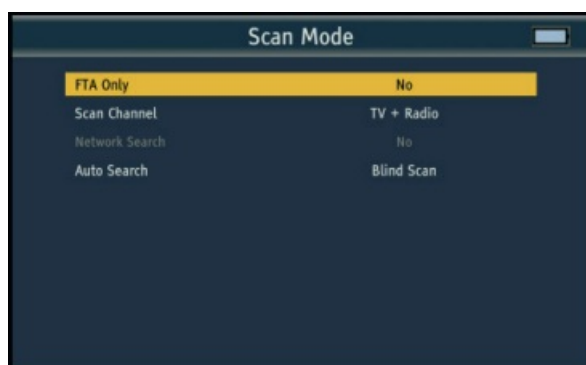 Scan Mode
FTA Only No
Scan Channel TV + Radio
Network Search No
Auto Search Blind Scan